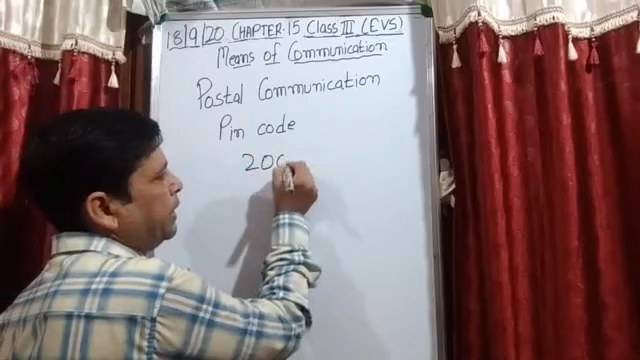 18/9/20 CHAPTER-15 Class III (EVS)
Means of Communication
Postal Communication
Pin code
200